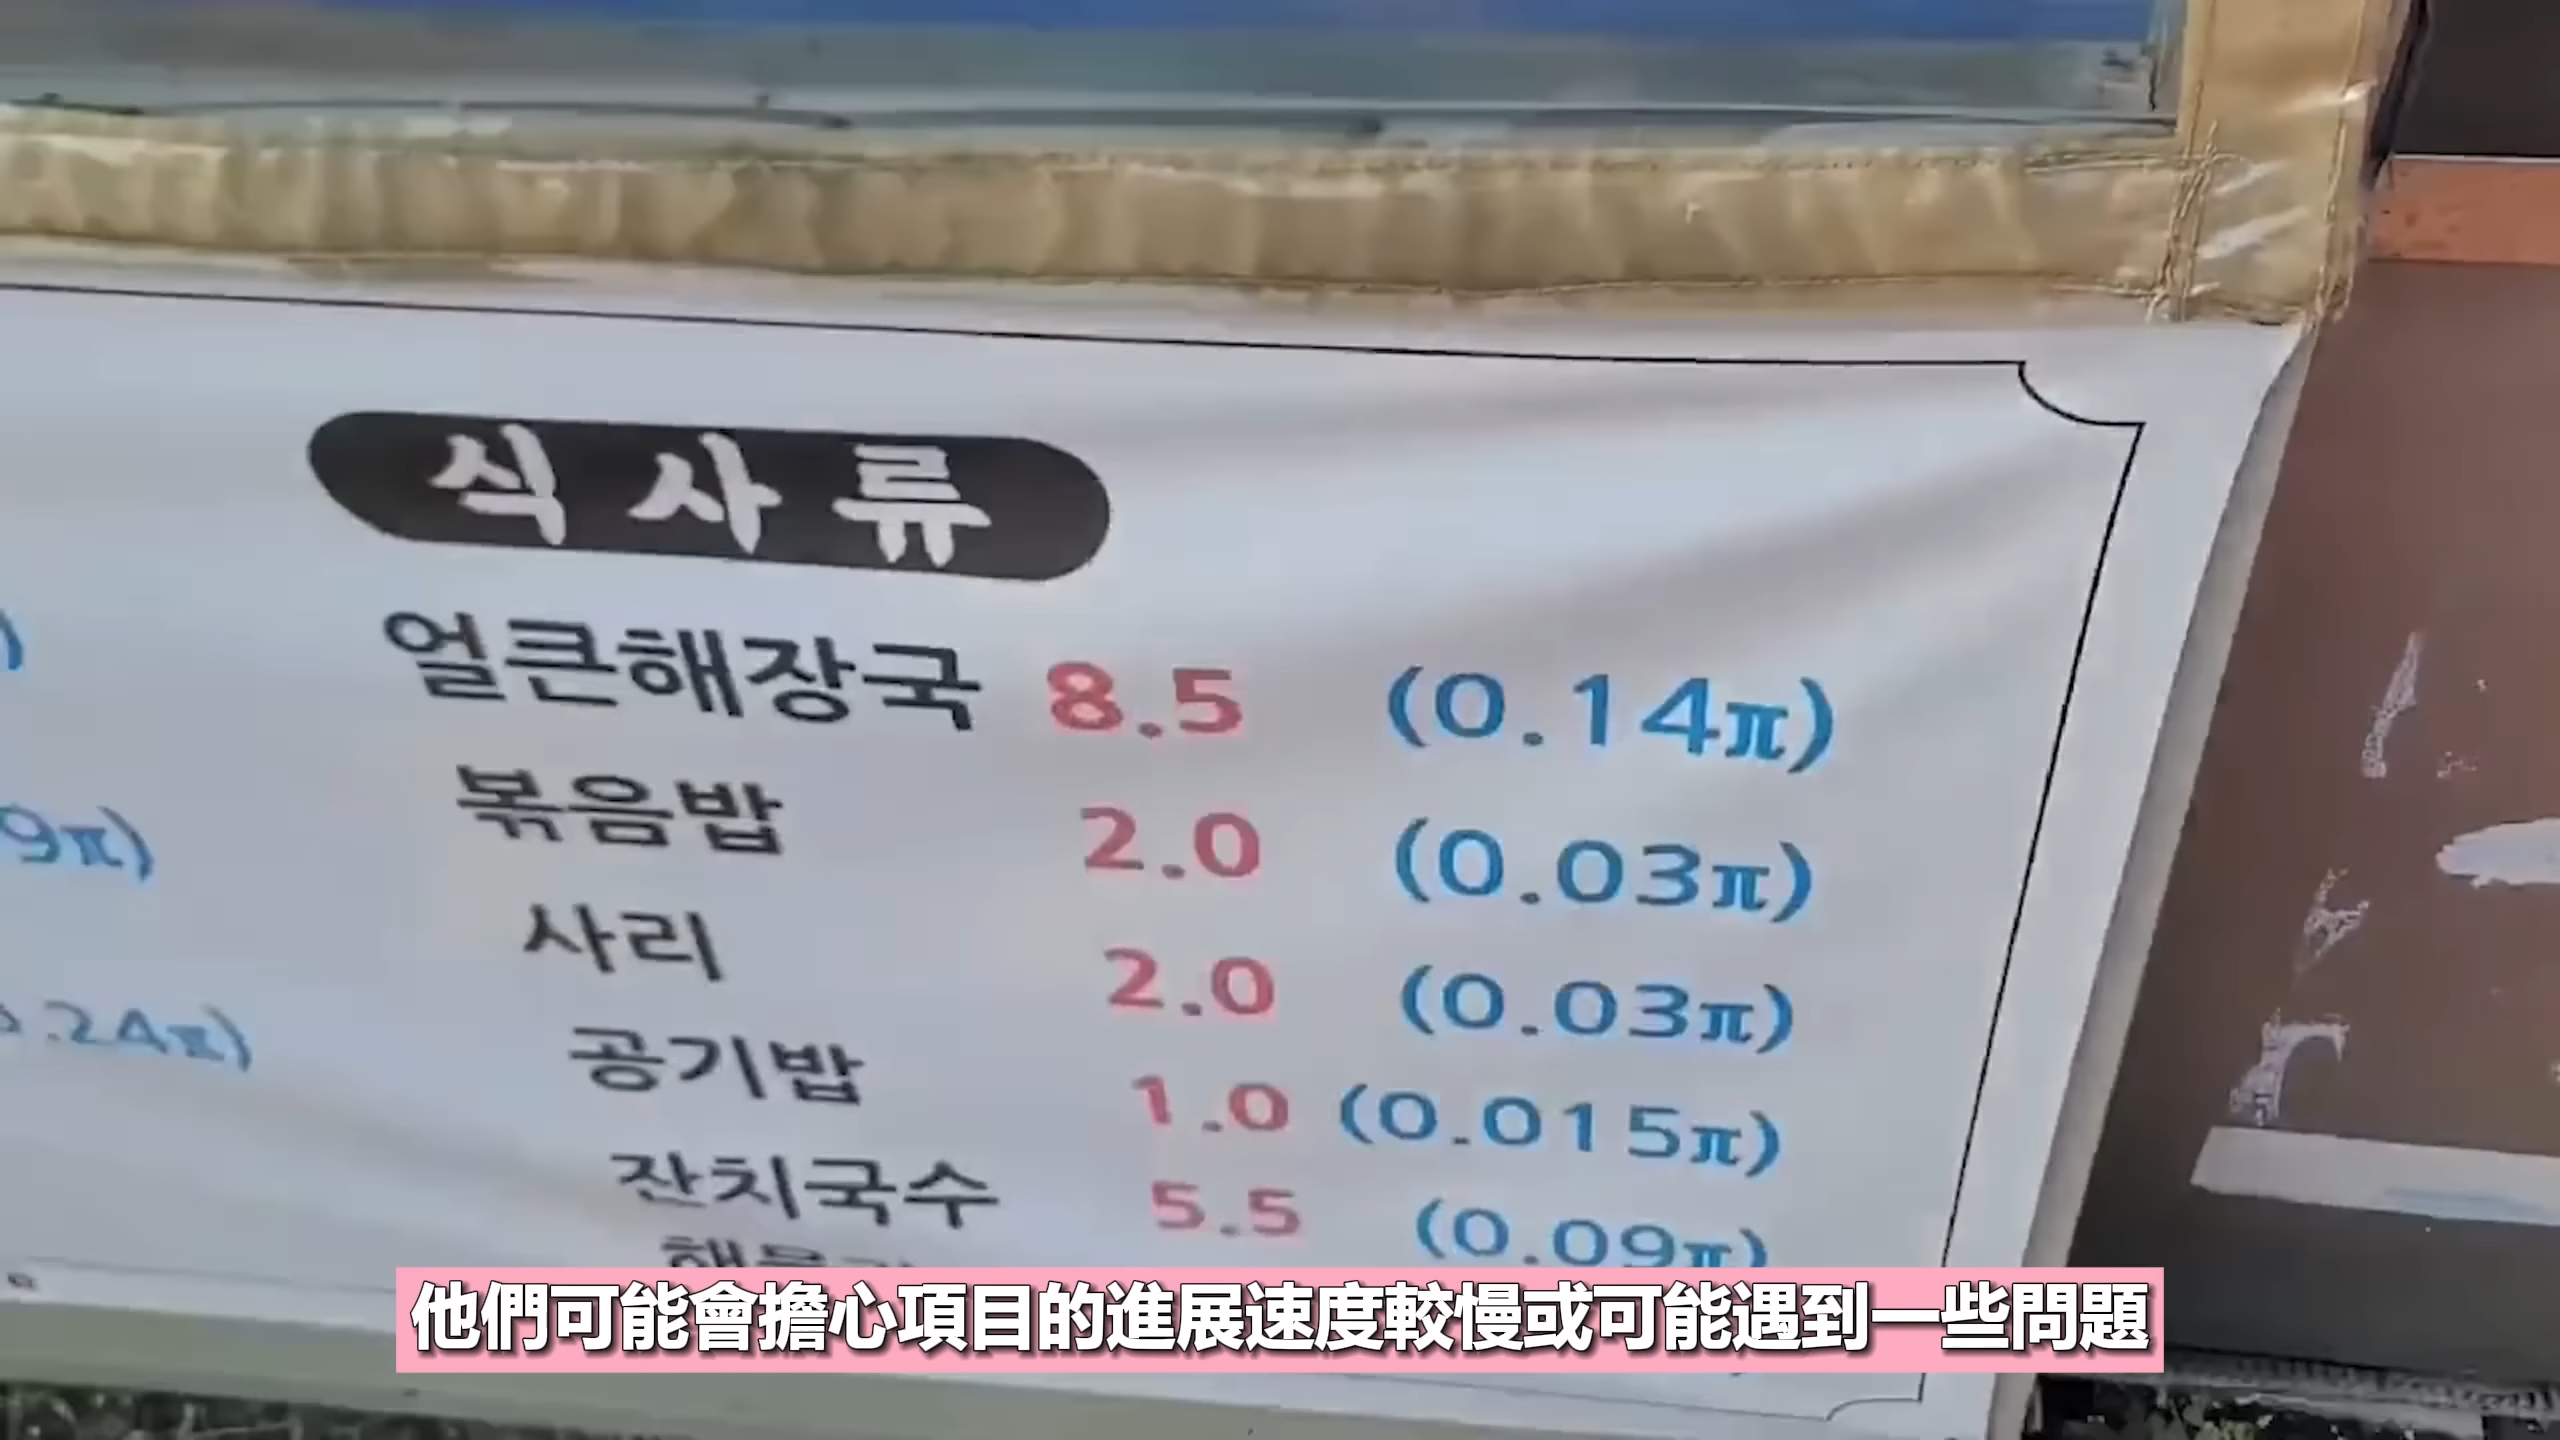 식사류
얼큰해장국 8.5 (0.14π)
볶음밥 2.0 (0.03π)
9π)
사리 2.0 (0.03π)
.24π)
공기밥 1.0 (0.015π)
잔치국수 5.5 (0.09π)
他們可能會擔心項目的進展速度較慢或可能遇到一些問題